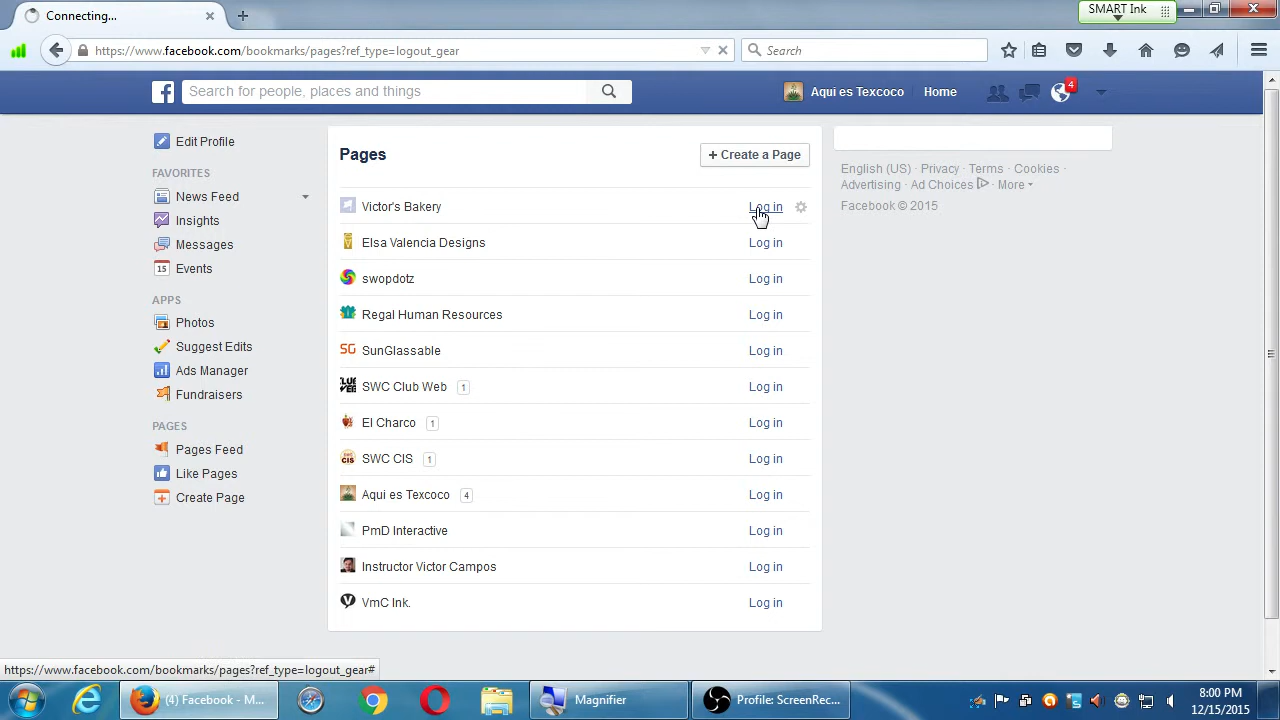 Connecting...
SMART Ink
https://www.facebook.com/bookmarks/pages?ref_type=logout_gear
Search
Search for people, places and things
Aqui es Texcoco
Home
4
Edit Profile
FAVORITES
News Feed
Insights
Messages
15
Events
APPS
Photos
Suggest Edits
Ads Manager
Fundraisers
PAGES
Pages Feed
Like Pages
Create Page
Pages
+ Create a Page
Victor's Bakery Log in
Elsa Valencia Designs Log in
swopdotz Log in
Regal Human Resources Log in
SG SunGlassable Log in
CLUB WEB SWC Club Web 1 Log in
El Charco 1 Log in
SWC CIS SWC CIS 1 Log in
Aqui es Texcoco 4 Log in
PmD Interactive Log in
Instructor Victor Campos Log in
VmC Ink. Log in
English (US) · Privacy · Terms · Cookies ·
Advertising · Ad Choices · More
Facebook © 2015
https://www.facebook.com/bookmarks/pages?ref_type=logout_gear#
(4) Facebook - M...
Magnifier
Profile: ScreenRec...
8:00 PM
12/15/2015